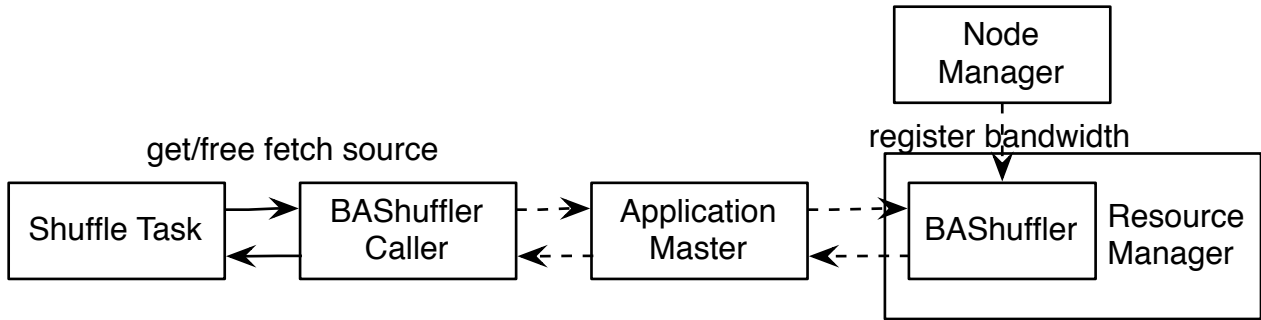 Node
Manager
get/free fetch source
register bandwidth
Shuffle Task
BAShuffler
Caller
Application
Master
BAShuffler
Resource
Manager